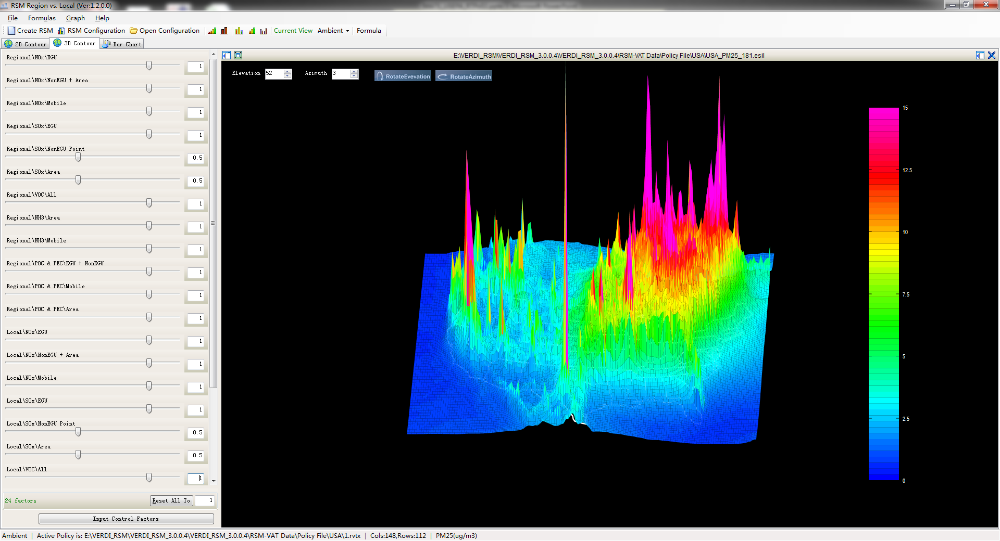 RSM Region vs. Local (Ver:1.2.0.0)
File Formulas Graph Help
Create RSM RSM Configuration Open Configuration Current View Ambient Formula
2D Contour 3D Contour Bar Chart
E:\VERDI_RSM\VERDI_RSM_3.0.0.4\VERDI_RSM_3.0.0.4\RSM-VAT Data\Policy File\USA\USA_PM25_181.esil
Elevation 52 Azimuth 3 RotateEvevation RotateAzimuth
Regional\NOx\EGU
1
Regional\NOx\NonEGU + Area
1
Regional\NOx\Mobile
1
Regional\SOx\EGU
1
Regional\SOx\NonEGU Point
0.5
Regional\SOx\Area
0.5
Regional\VOC\All
1
Regional\NH3\Area
1
Regional\NH3\Mobile
1
Regional\POC & PEC\EGU + NonEGU
1
Regional\POC & PEC\Mobile
1
Regional\POC & PEC\Area
1
Local\NOx\EGU
1
Local\NOx\NonEGU + Area
1
Local\NOx\Mobile
1
Local\SOx\EGU
1
Local\SOx\NonEGU Point
0.5
Local\SOx\Area
0.5
Local\VOC\All
1
24 factors Reset All To 1
Input Control Factors
15
12.5
10
7.5
5
2.5
0
Ambient | Active Policy is: E:\VERDI_RSM\VERDI_RSM_3.0.0.4\VERDI_RSM_3.0.0.4\RSM-VAT Data\Policy File\USA\1.rvtx | Cols:148,Rows:112 | PM25(ug/m3)